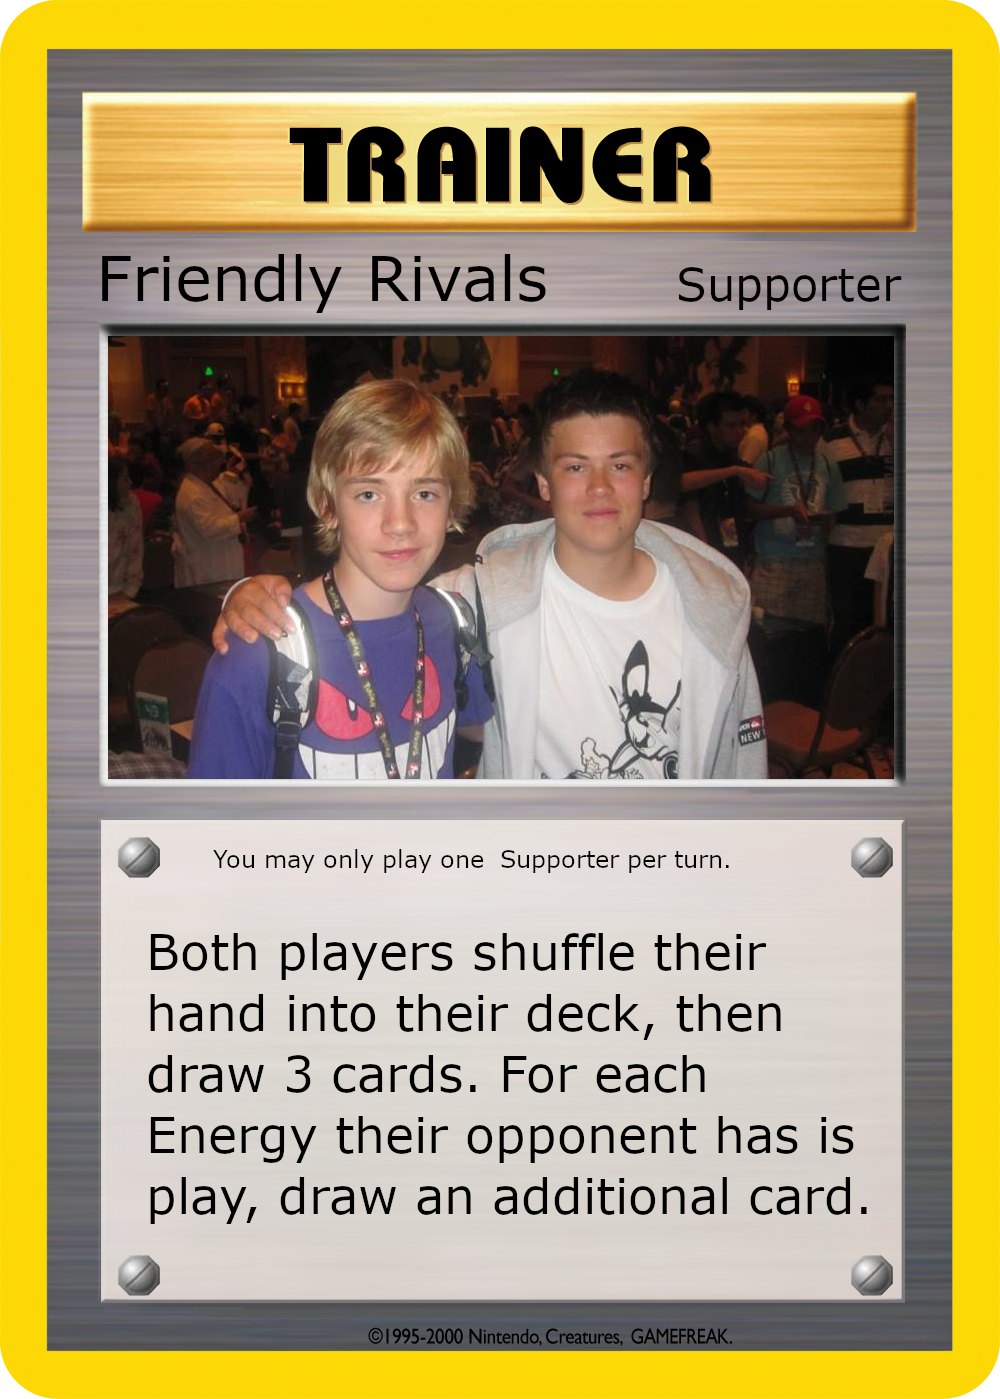 TRAINER
Friendly Rivals Supporter
NEW
You may only play one Supporter per turn.
Both players shuffle their
hand into their deck, then
draw 3 cards. For each
Energy their opponent has is
play, draw an additional card.
©1995-2000 Nintendo, Creatures, GAMEFREAK.